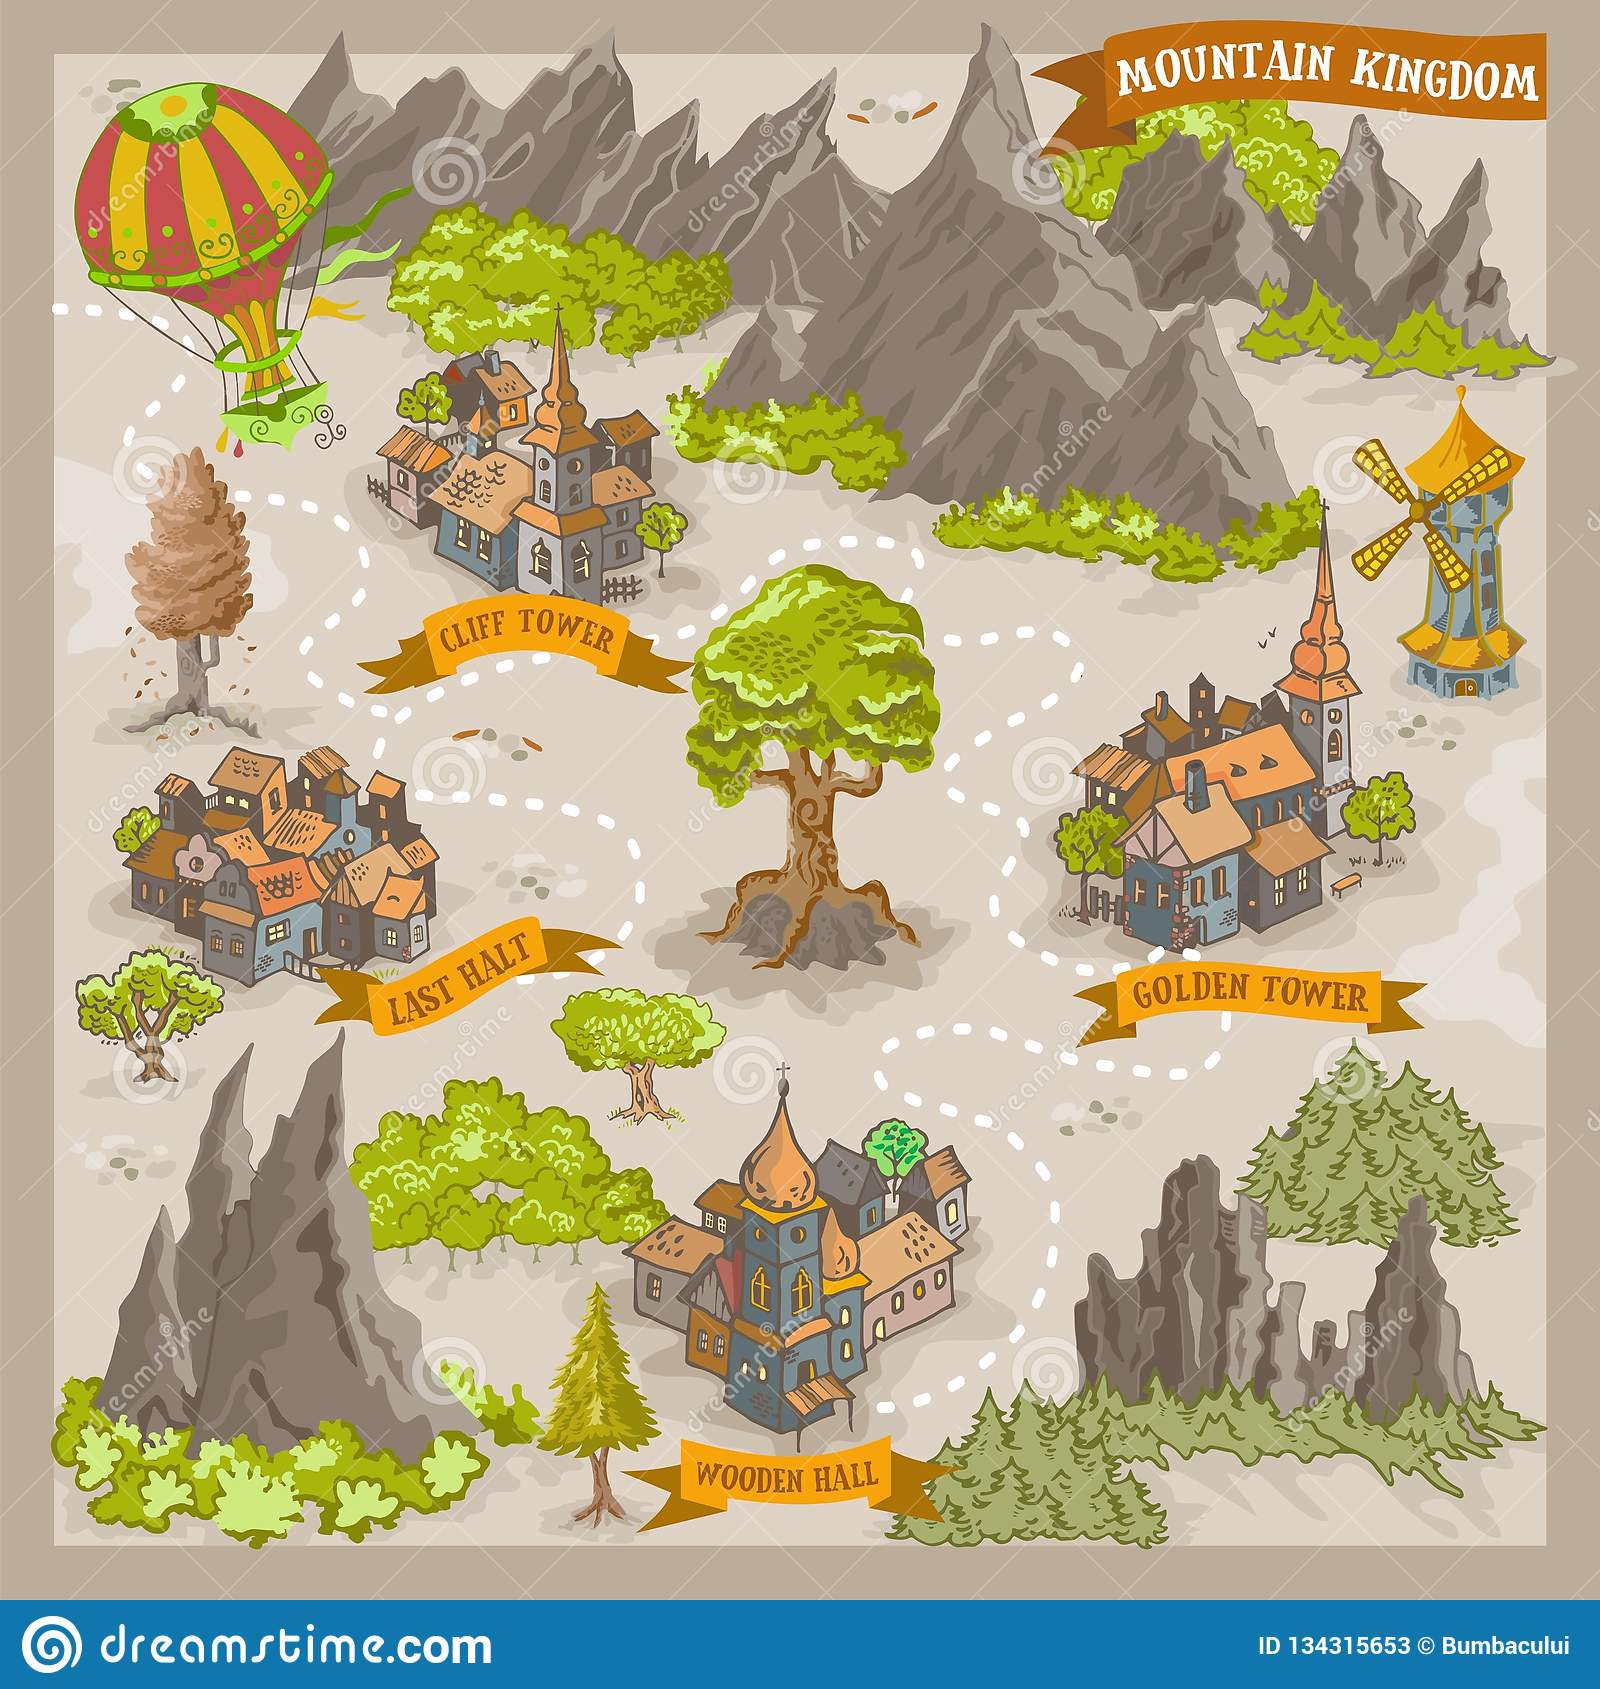 MOUNTAIN KINGDOM
CLIFF TOWER
LAST HALT
GOLDEN TOWER
WOODEN HALL
dreamstime.com
ID 134315653 © Bumbacului